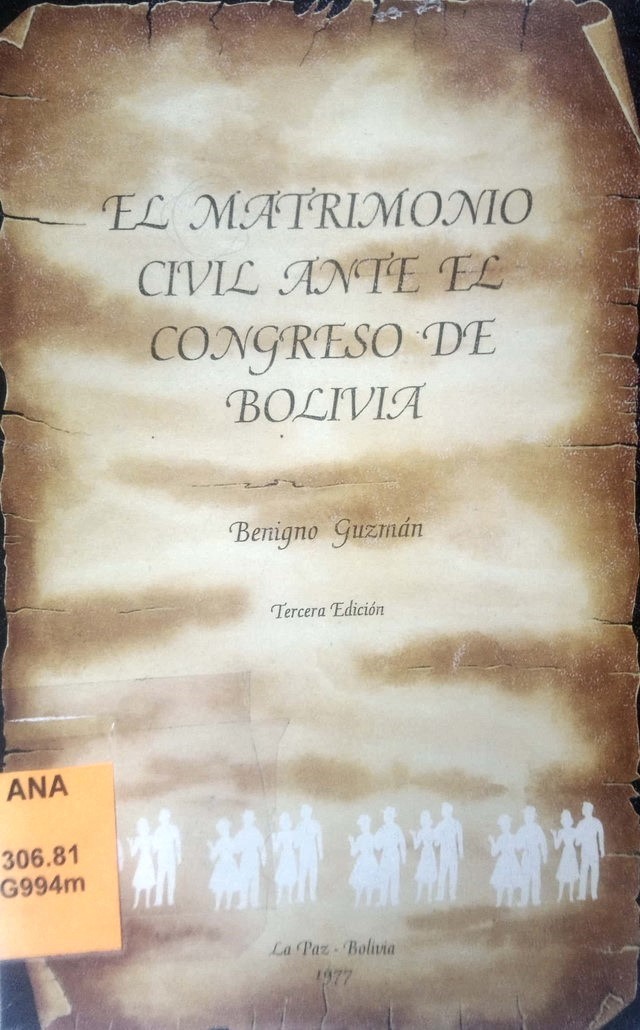 EL MATRIMONIO
CIVIL ANTE EL
CONGRESO DE
BOLIVIA
Benigno Guzmán
Tercera Edición
ANA
306.81
G994m
La Paz - Bolivia
1977